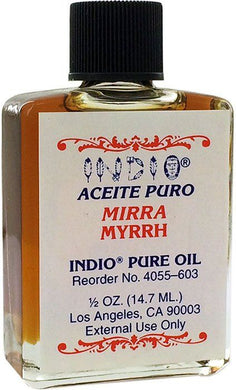 INDIO®
ACEITE PURO
MIRRA
MYRRH
INDIO® PURE OIL
Reorder No. 4055–603
½ OZ. (14.7 ML.)
Los Angeles, CA 90003
External Use Only